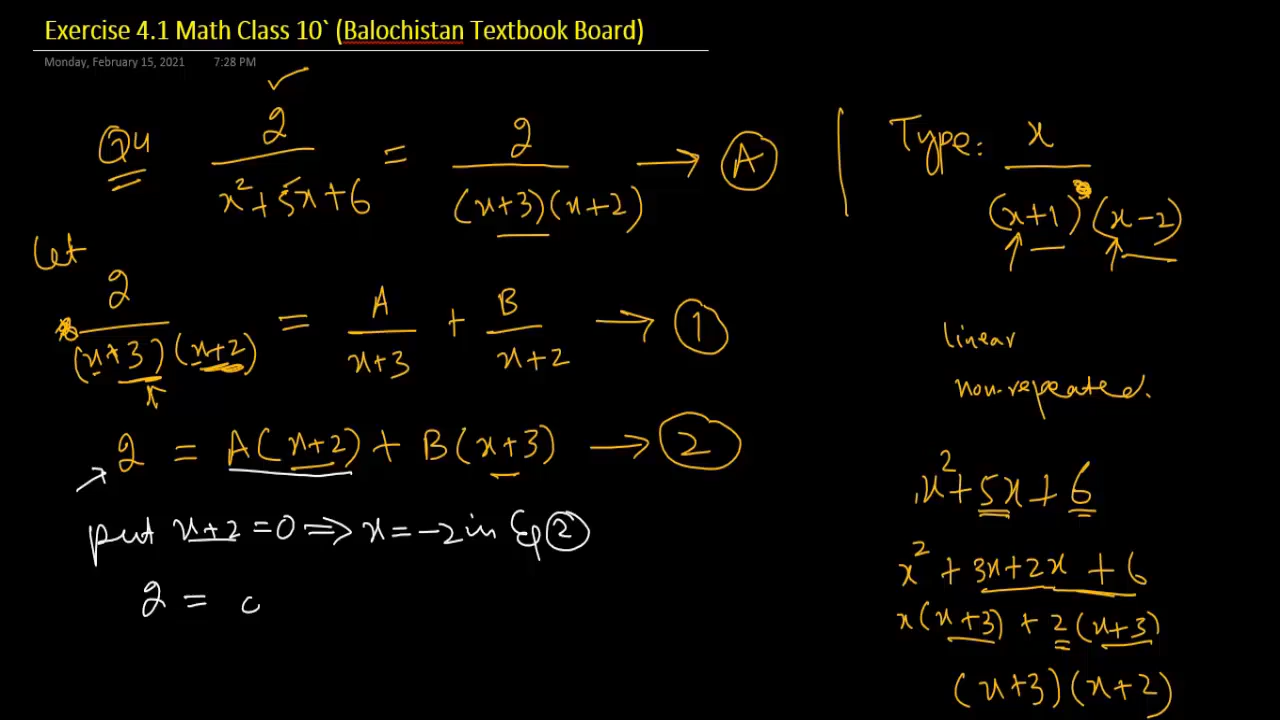 Exercise 4.1 Math Class 10` (Balochistan Textbook Board)
Monday, February 15, 2021 7:28 PM
Q4 2/(x²+5x+6) = 2/((x+3)(x+2)) → Ⓐ
Let
2/((x+3)(x+2)) = A/(x+3) + B/(x+2) → ①
2 = A(x+2) + B(x+3) → ②
put x+2=0 ⇒ x=-2 in Eq ②
2 = 0
Type: x/((x+1)(x-2))
linear
non-repeated.
x²+5x+6
x²+3x+2x+6
x(x+3)+2(x+3)
(x+3)(x+2)